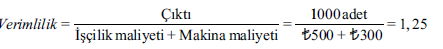 Verimlilik = Çıktı / İşçilik maliyeti + Makina maliyeti = 1000 adet / ₺500 + ₺300 = 1, 25